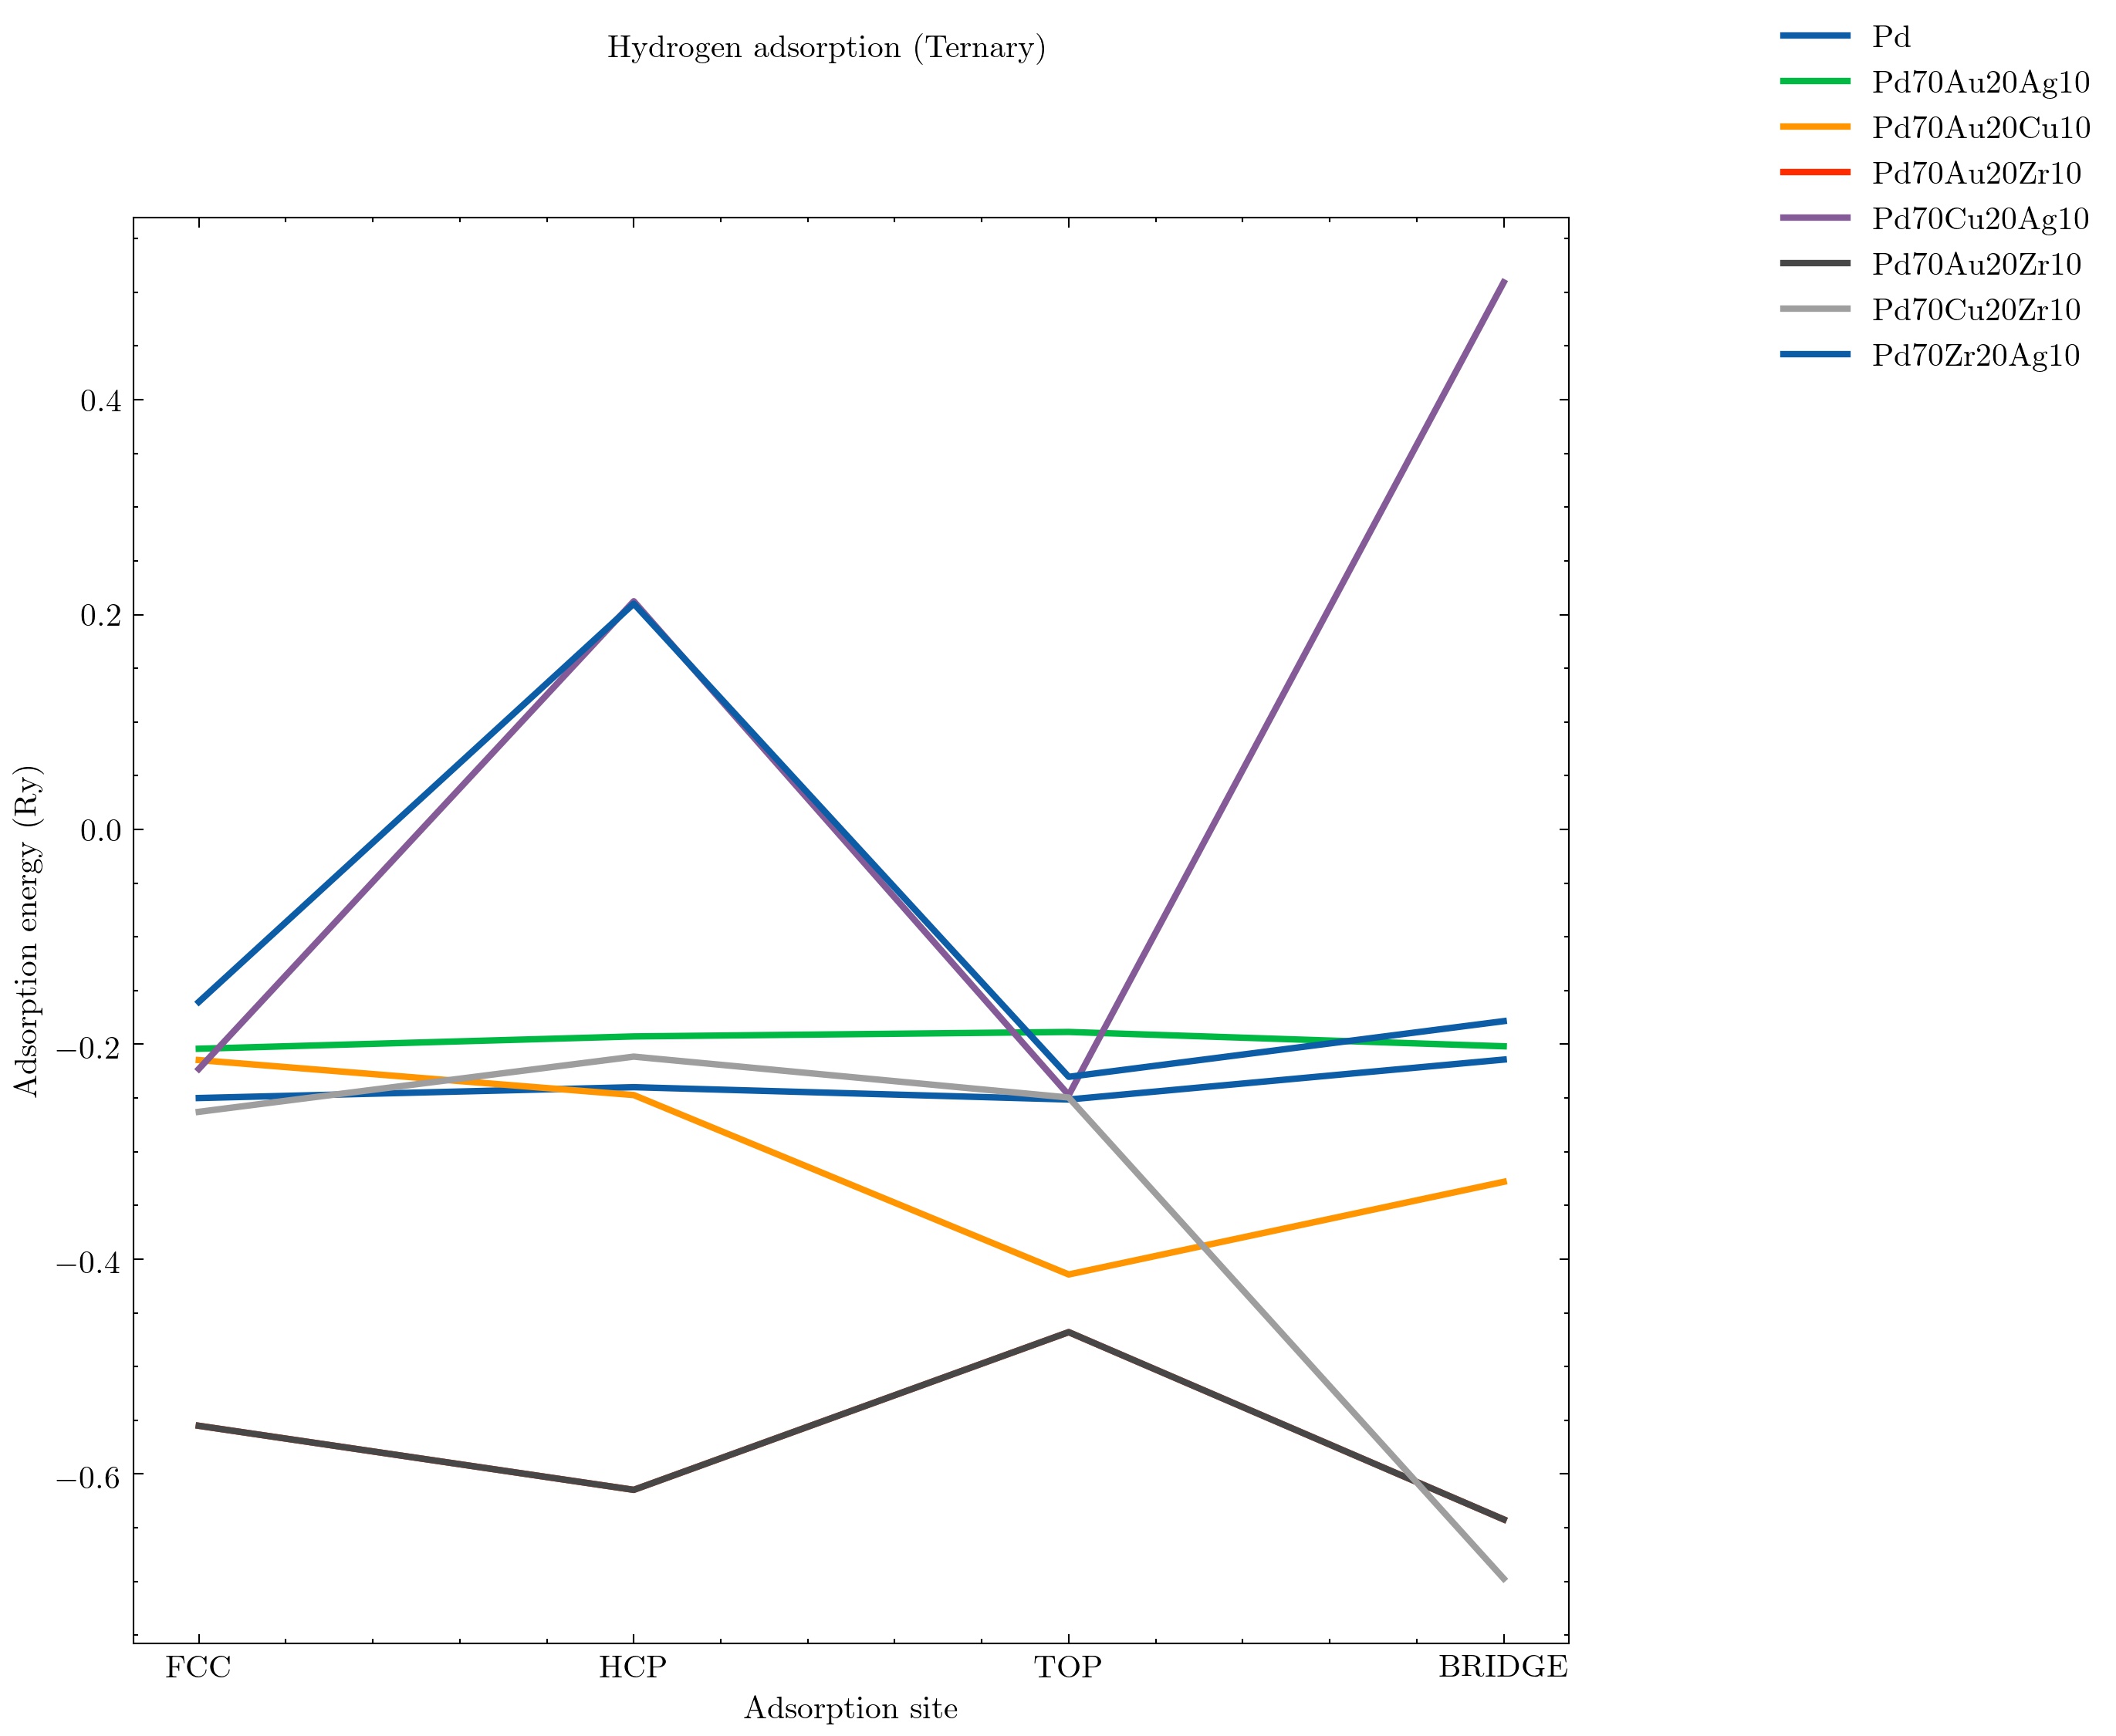 Hydrogen adsorption (Ternary)
Pd
Pd70Au20Ag10
Pd70Au20Cu10
Pd70Au20Zr10
Pd70Cu20Ag10
Pd70Au20Zr10
Pd70Cu20Zr10
Pd70Zr20Ag10
Adsorption energy (Ry)
0.4
0.2
0.0
−0.2
−0.4
−0.6
FCC HCP TOP BRIDGE
Adsorption site